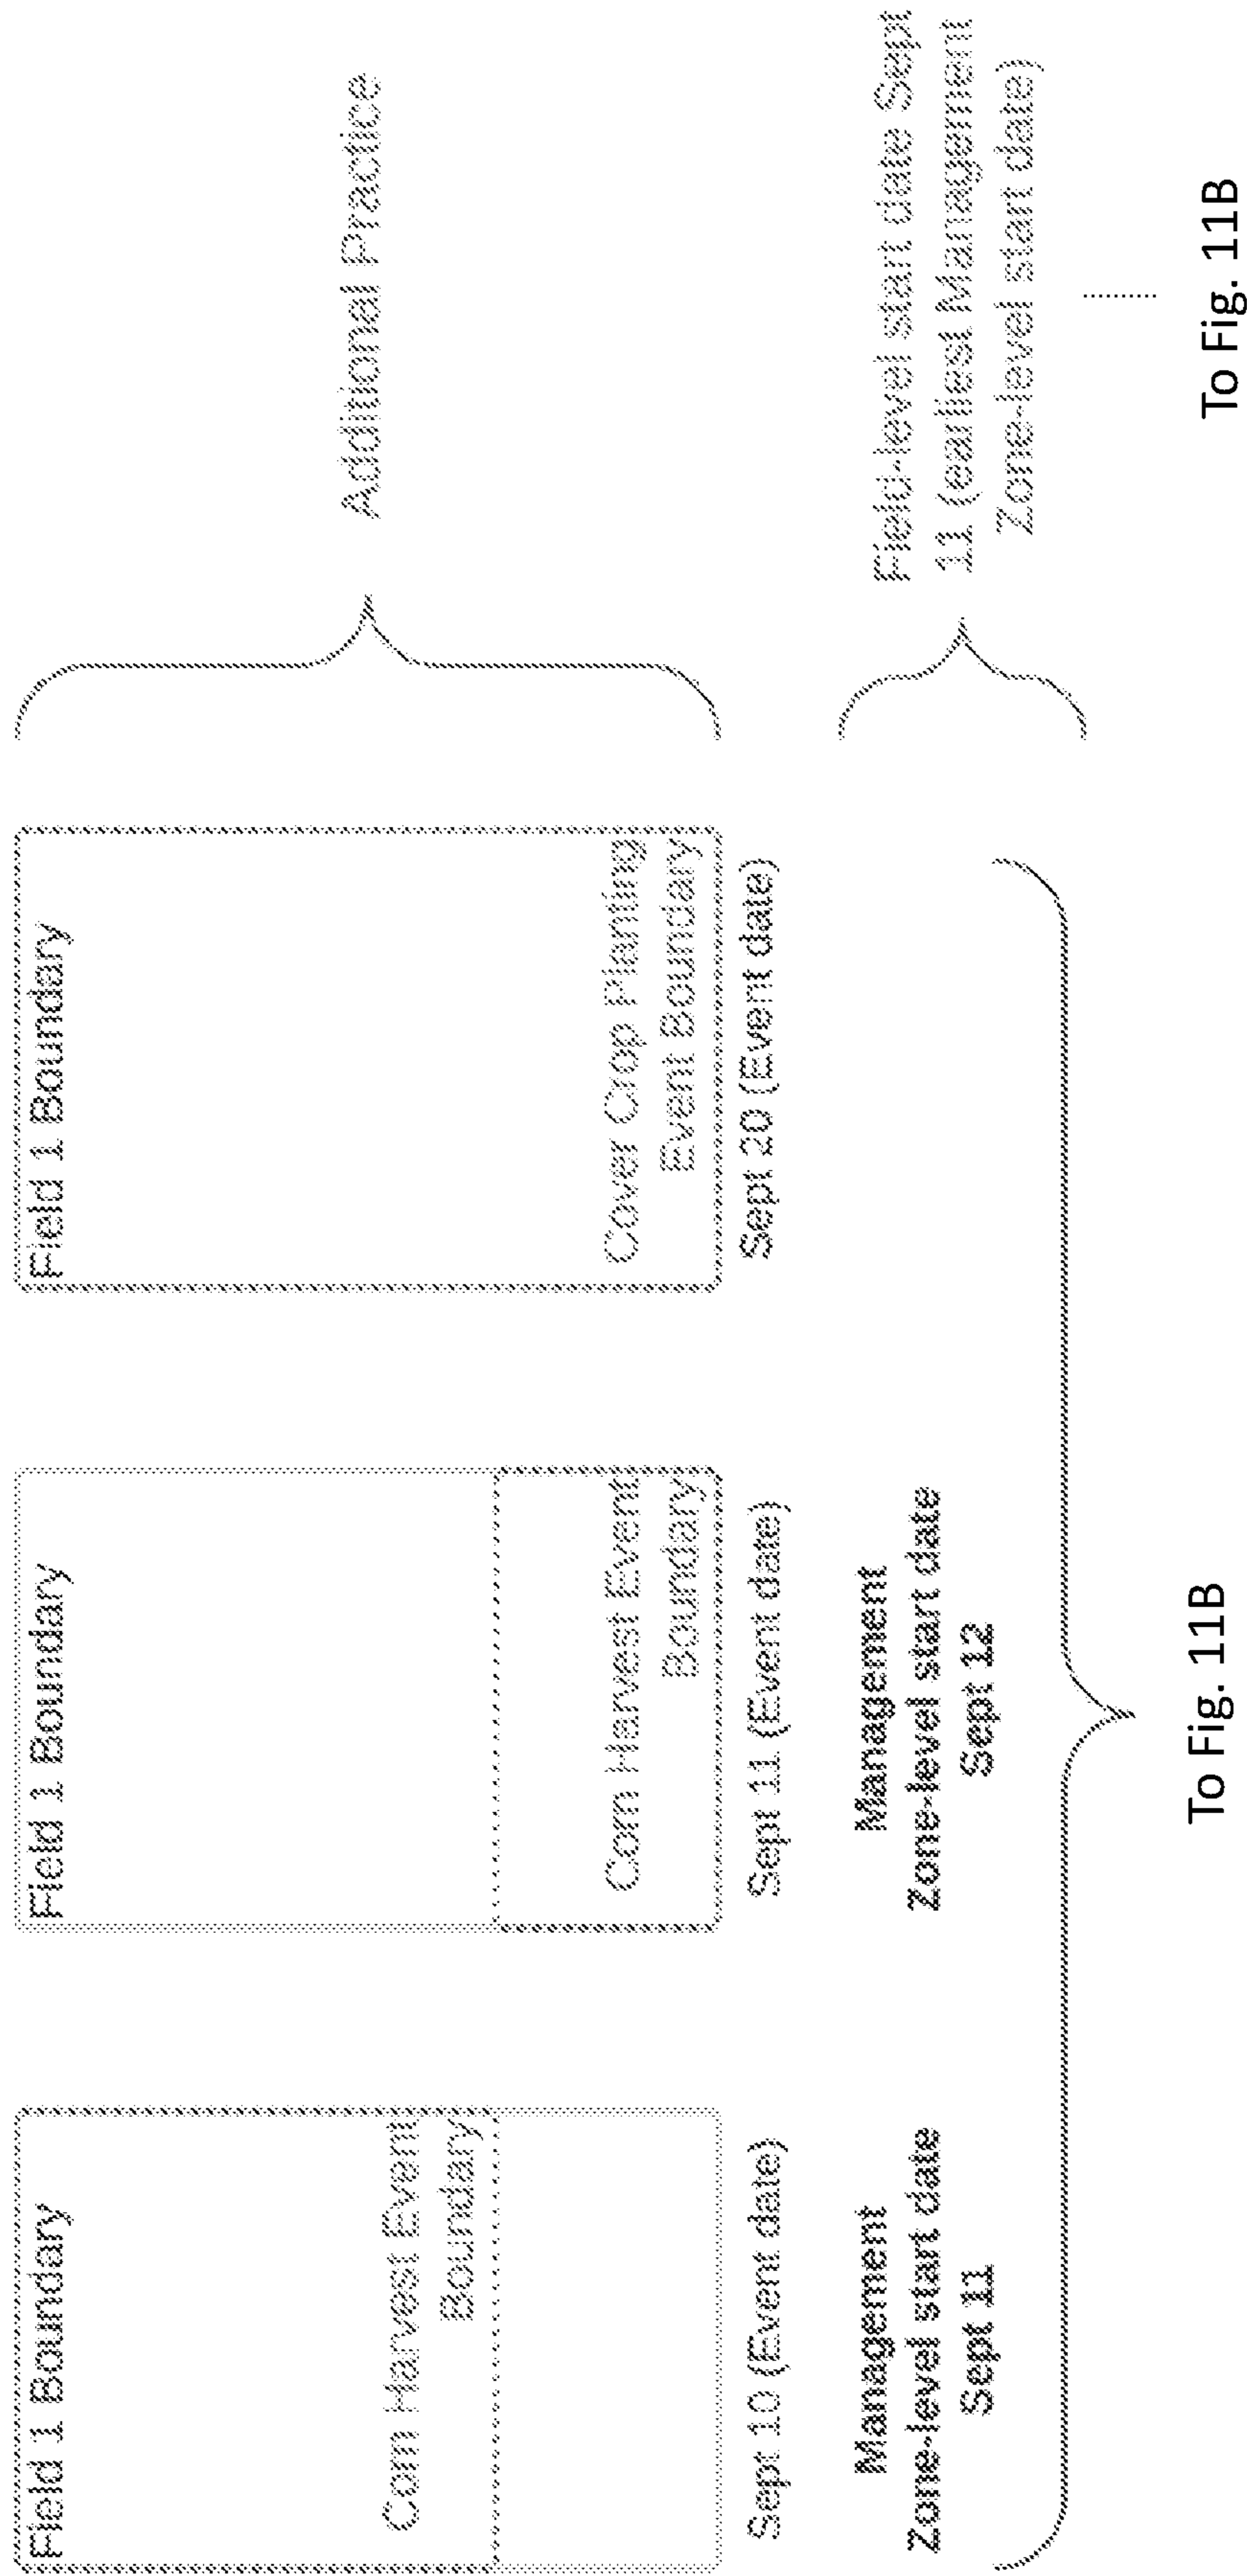 Field 1 Boundary
Corn Harvest Event
Boundary
Sept 10 (Event date)
Management
Zone-level start date
Sept 11
Field 1 Boundary
Corn Harvest Event
Boundary
Sept 11 (Event date)
Management
Zone-level start date
Sept 12
Field 1 Boundary
Cover Crop Planting
Event Boundary
Sept 20 (Event date)
Additional Practice
Field-level start date Sept
11 (earliest Management
Zone-level start date)
To Fig. 11B
To Fig. 11B